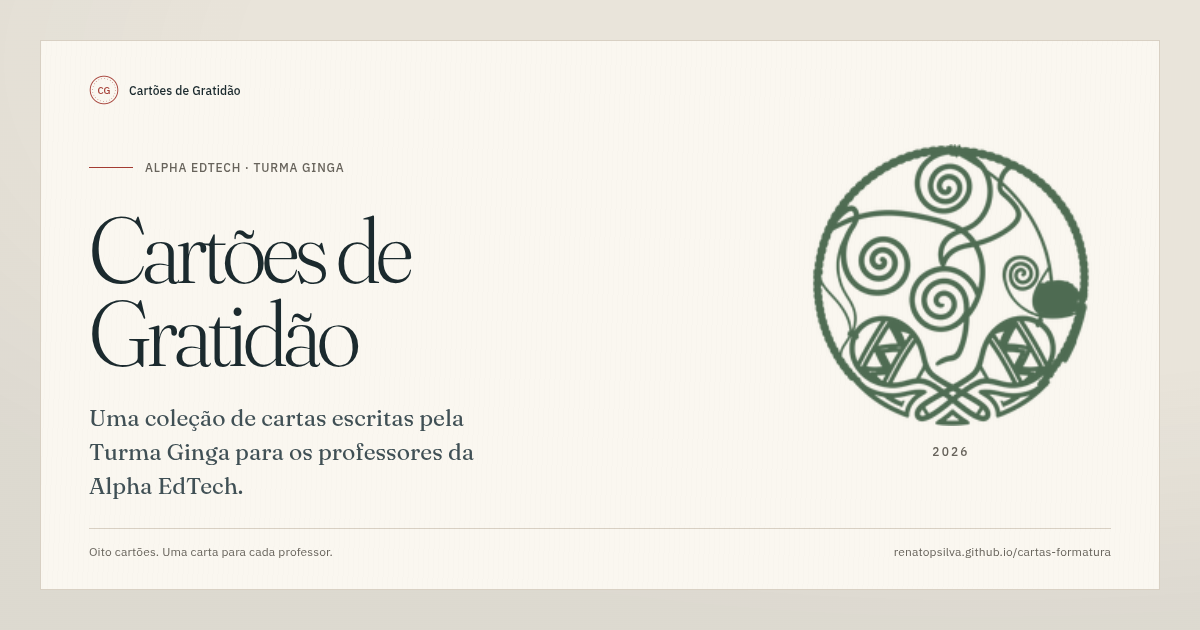 CG
Cartões de Gratidão
ALPHA EDTECH · TURMA GINGA
Cartões de
Gratidão
Uma coleção de cartas escritas pela
Turma Ginga para os professores da
Alpha EdTech.
2026
Oito cartões. Uma carta para cada professor.
renatopsilva.github.io/cartas-formatura